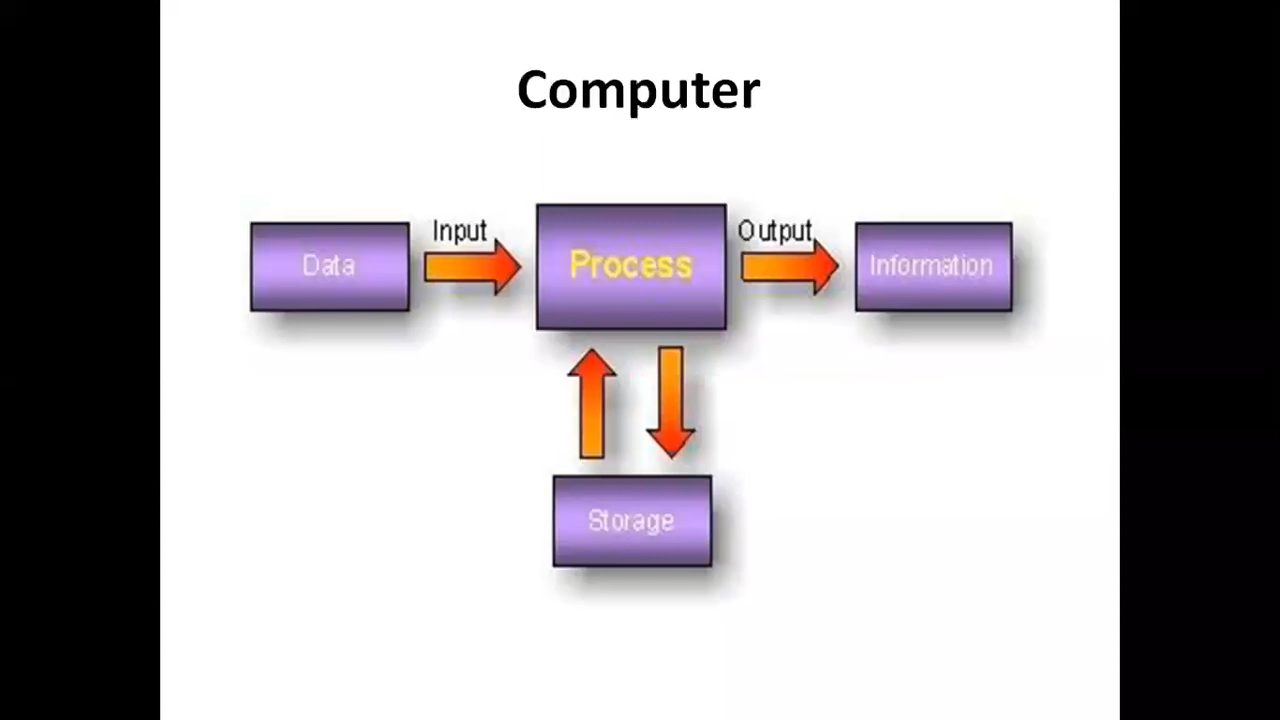 Computer
Input
Output
Data
Process
Information
Storage